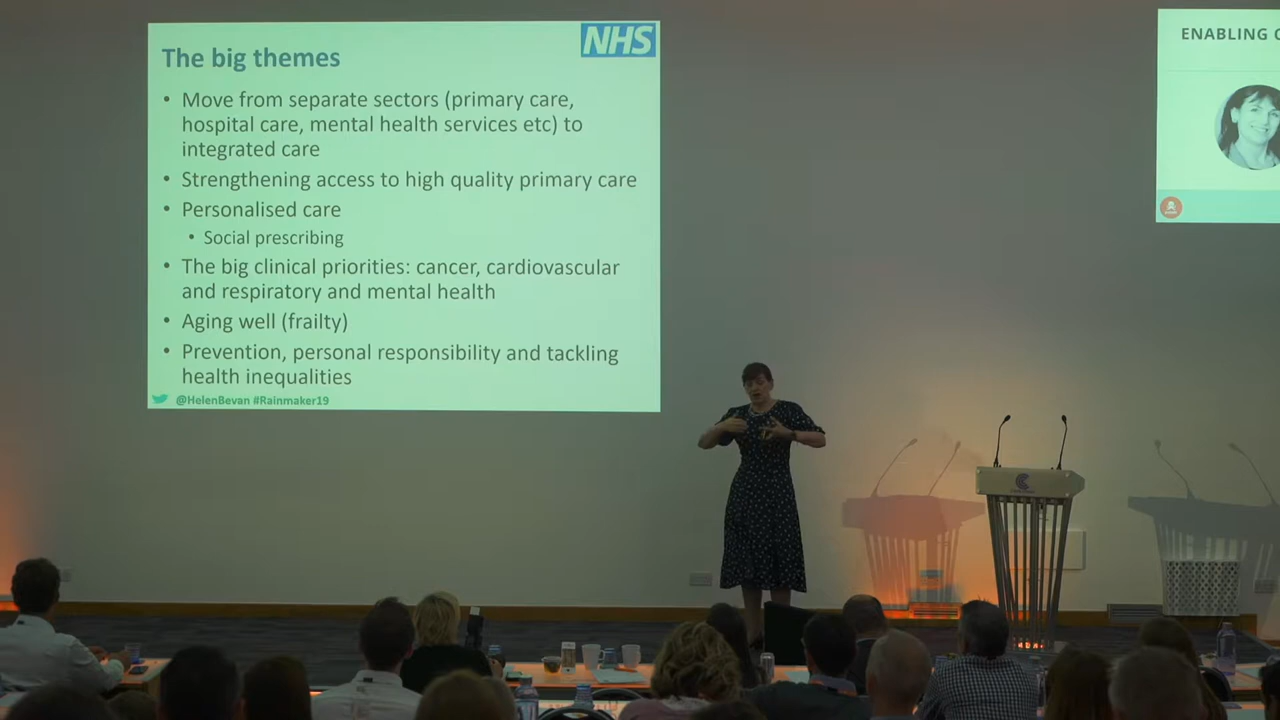 NHS
The big themes
• Move from separate sectors (primary care,
hospital care, mental health services etc) to
integrated care
• Strengthening access to high quality primary care
• Personalised care
• Social prescribing
• The big clinical priorities: cancer, cardiovascular
and respiratory and mental health
• Aging well (frailty)
• Prevention, personal responsibility and tackling
health inequalities
@HelenBevan #Rainmaker19
ENABLING